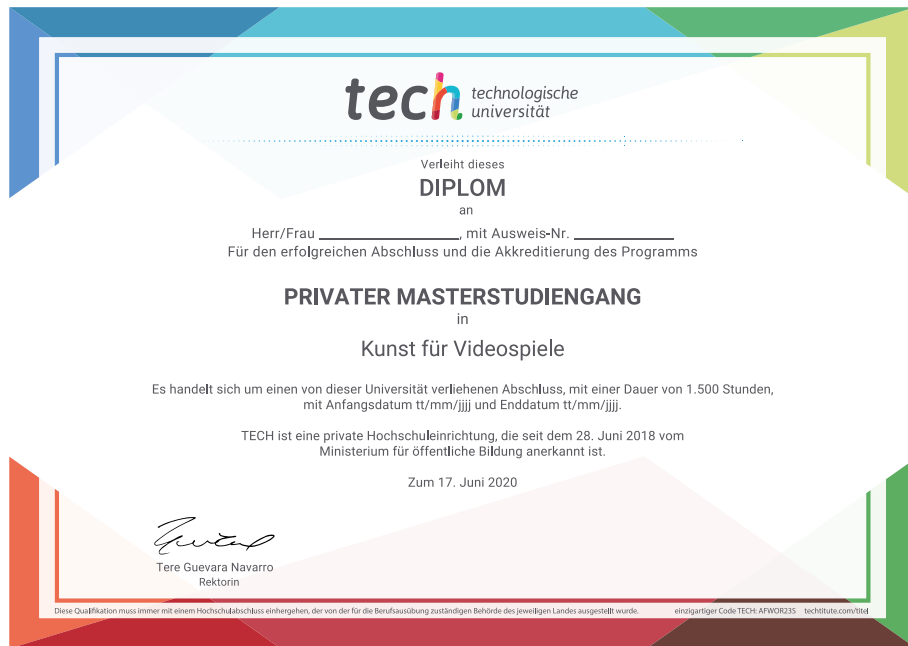 tech technologische
universität
Verleiht dieses
DIPLOM
an
Herr/Frau ____________________, mit Ausweis-Nr. ______________
Für den erfolgreichen Abschluss und die Akkreditierung des Programms
PRIVATER MASTERSTUDIENGANG
in
Kunst für Videospiele
Es handelt sich um einen von dieser Universität verliehenen Abschluss, mit einer Dauer von 1.500 Stunden,
mit Anfangsdatum tt/mm/jjjj und Enddatum tt/mm/jjjj.
TECH ist eine private Hochschuleinrichtung, die seit dem 28. Juni 2018 vom
Ministerium für öffentliche Bildung anerkannt ist.
Zum 17. Juni 2020
Tere Guevara Navarro
Rektorin
Diese Qualifikation muss immer mit einem Hochschulabschluss einhergehen, der von der für die Berufsausübung zuständigen Behörde des jeweiligen Landes ausgestellt wurde. einzigartiger Code TECH: AFWOR23S techtitute.com/titel